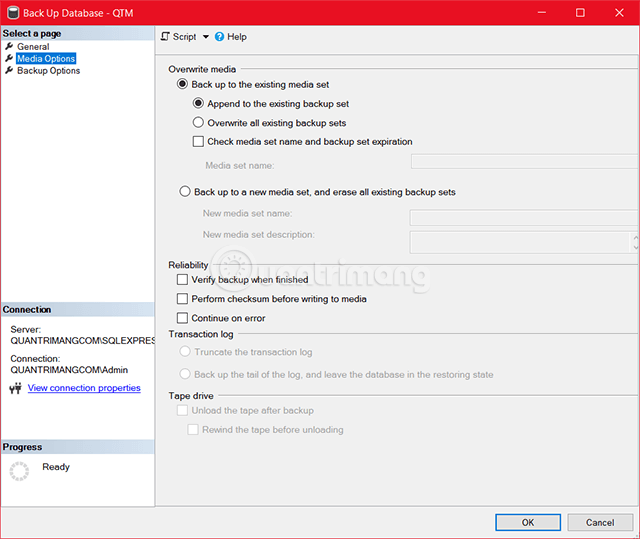 Back Up Database - QTM
Select a page
General
Media Options
Backup Options
Script
Help
Overwrite media
Back up to the existing media set
Append to the existing backup set
Overwrite all existing backup sets
Check media set name and backup set expiration
Media set name:
Back up to a new media set, and erase all existing backup sets
New media set name:
New media set description:
Quantrimang
Reliability
Verify backup when finished
Perform checksum before writing to media
Continue on error
Transaction log
Truncate the transaction log
Back up the tail of the log, and leave the database in the restoring state
Tape drive
Unload the tape after backup
Rewind the tape before unloading
Connection
Server:
QUANTRIMANGCOM\SQLEXPRES
Connection:
QUANTRIMANGCOM\Admin
View connection properties
Progress
Ready
OK
Cancel